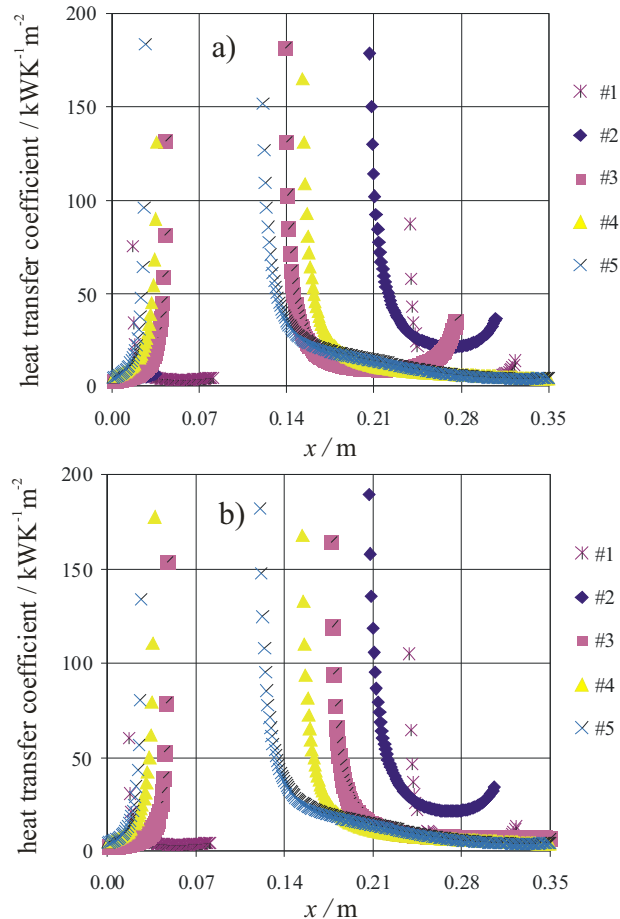 a)
200
150
100
50
0
heat transfer coefficient / kWK⁻¹m⁻²
0.00 0.07 0.14 0.21 0.28 0.35
x / m
#1
#2
#3
#4
#5
b)
200
150
100
50
0
heat transfer coefficient / kWK⁻¹m⁻²
0.00 0.07 0.14 0.21 0.28 0.35
x / m
#1
#2
#3
#4
#5